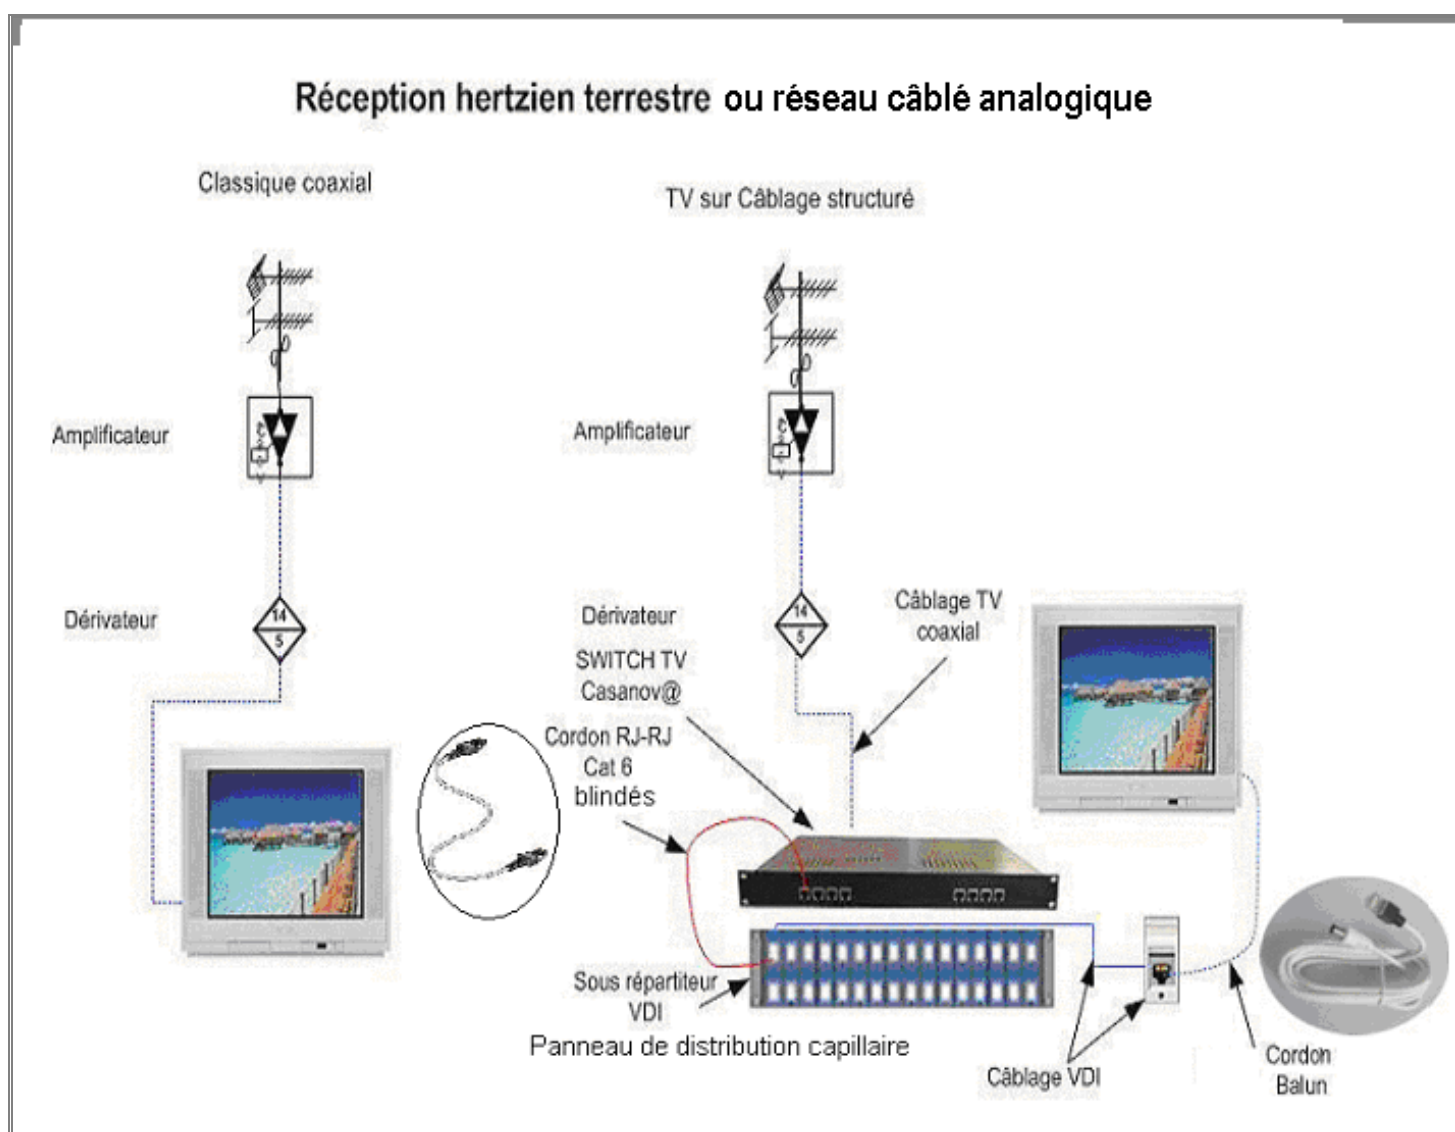 Réception hertzien terrestre ou réseau câblé analogique
Classique coaxial
Amplificateur
Dérivateur
14
5
TV sur Câblage structuré
Amplificateur
Dérivateur
14
5
SWITCH TV
Casanov@
Câblage TV
coaxial
Cordon RJ-RJ
Cat 6
blindés
Sous répartiteur
VDI
Panneau de distribution capillaire
Câblage VDI
Cordon
Balun